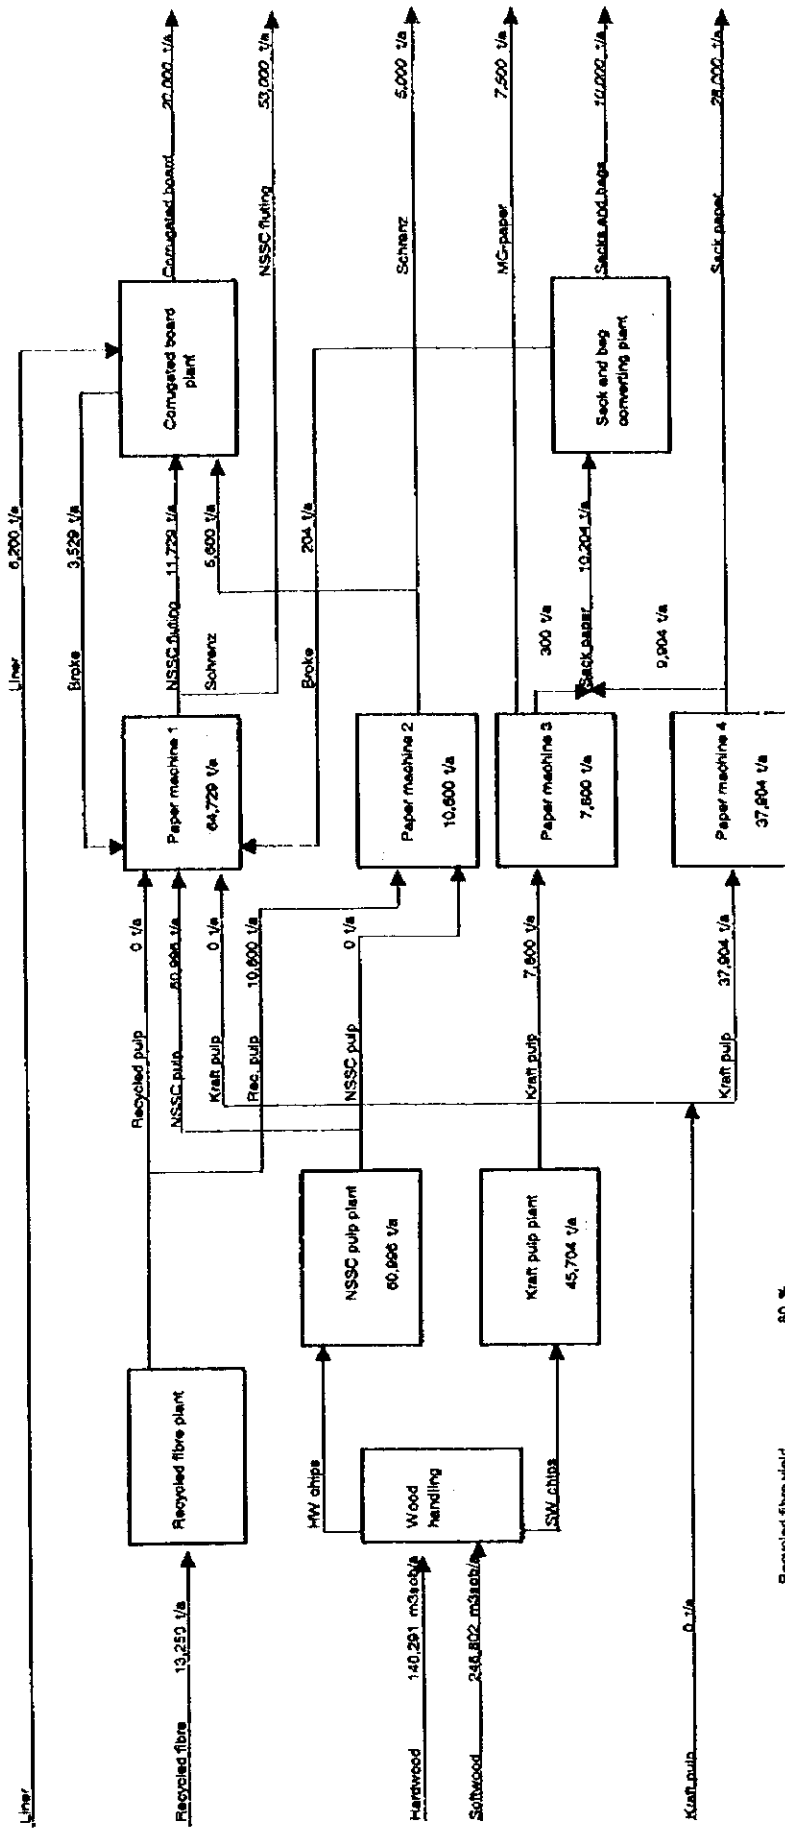 Liner
Liner
6,200 t/a
Broke
3,529 t/a
Corrugated board
20,000 t/a
Recycled fibre
13,250 t/a
Recycled fibre plant
Recycled pulp
0 t/a
NSSC pulp
60,996 t/a
Kraft pulp
0 t/a
Rec. pulp
10,600 t/a
Paper machine 1
64,729 t/a
NSSC fluting
11,729 t/a
Schrenz
5,600 t/a
Corrugated board
plant
NSSC fluting
53,000 t/a
Broke
204 t/a
Hardwood
140,291 m3sob/a
Softwood
246,802 m3sob/a
Wood
handling
HW chips
SW chips
NSSC pulp plant
60,996 t/a
NSSC pulp
0 t/a
Paper machine 2
10,600 t/a
Schrenz
5,000 t/a
Kraft pulp plant
45,704 t/a
Kraft pulp
7,800 t/a
Paper machine 3
7,800 t/a
MG-paper
7,500 t/a
300 t/a
Sack paper
10,204 t/a
9,904 t/a
Sack and bag
converting plant
Sacks and bags
10,000 t/a
Kraft pulp
0 t/a
Kraft pulp
37,904 t/a
Paper machine 4
37,904 t/a
Sack paper
28,000 t/a
Recycled fibre yield
80 %